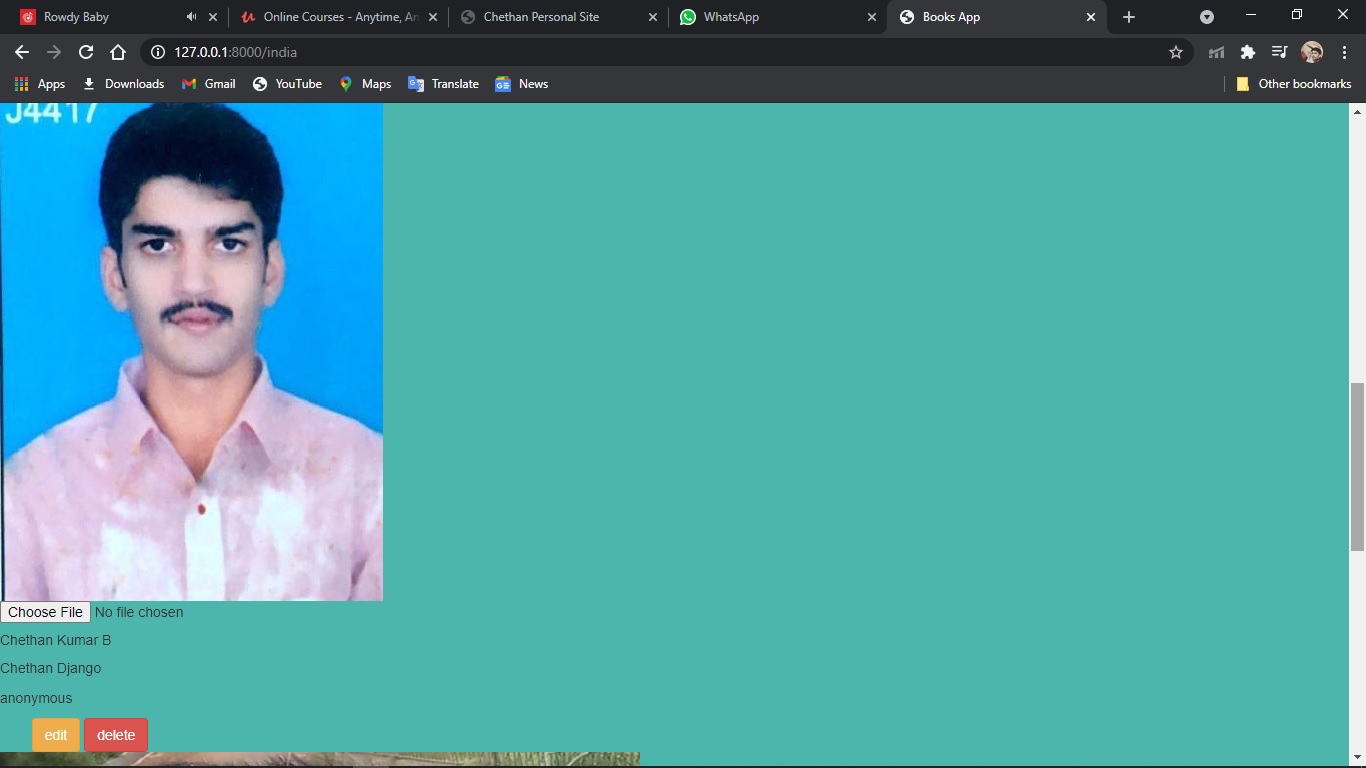 Rowdy Baby
Online Courses - Anytime, An
Chethan Personal Site
WhatsApp
Books App
127.0.0.1:8000/india
Apps
Downloads
Gmail
YouTube
Maps
Translate
News
Other bookmarks
J4417
Choose File No file chosen
Chethan Kumar B
Chethan Django
anonymous
edit delete